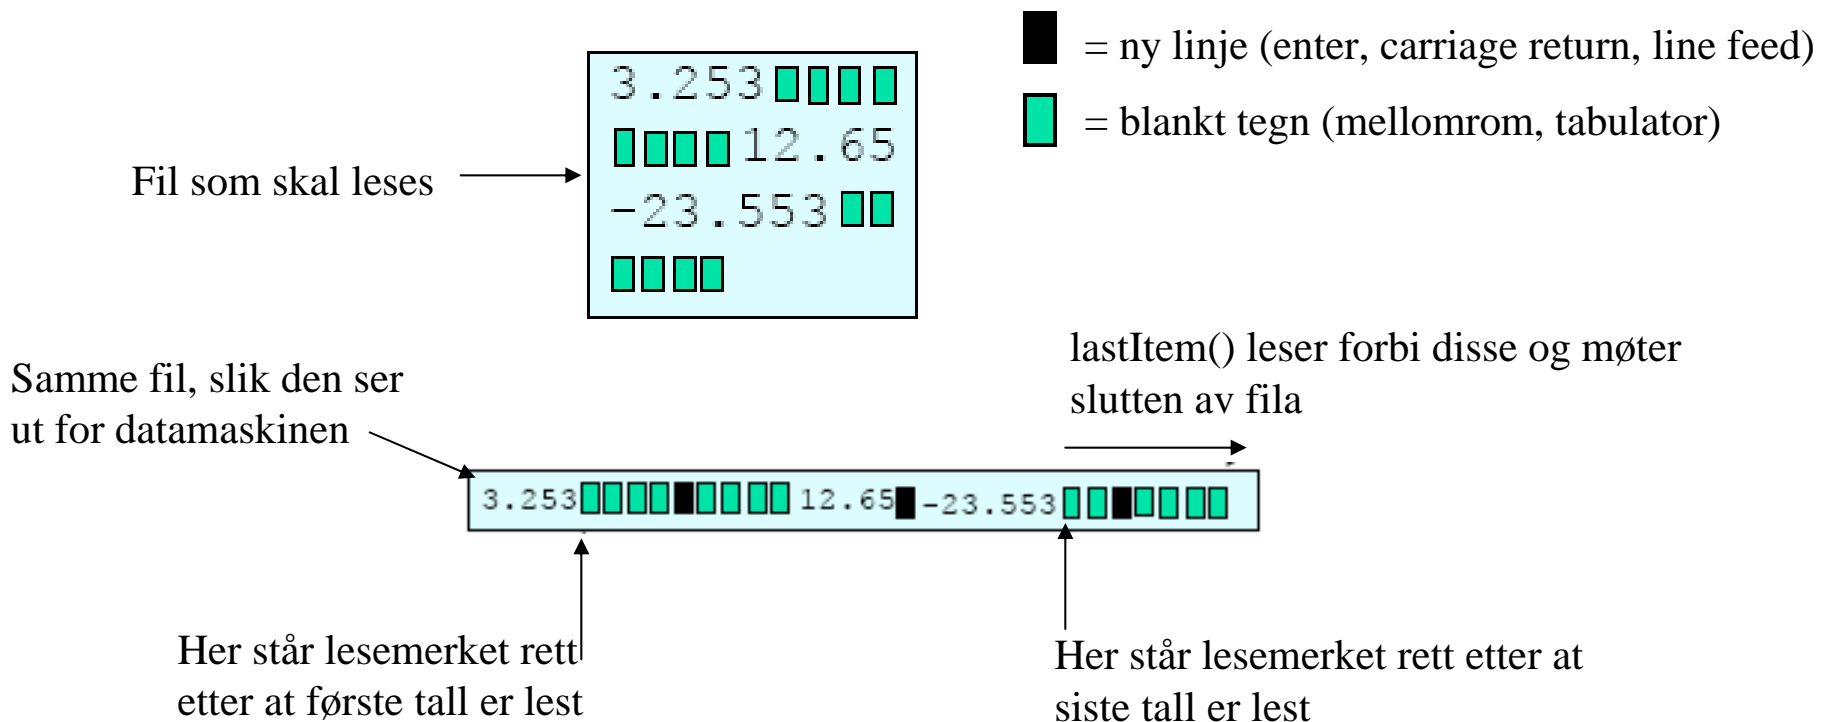 = ny linje (enter, carriage return, line feed)
= blankt tegn (mellomrom, tabulator)
3.253
12.65
-23.553
Fil som skal leses
lastItem() leser forbi disse og møter
slutten av fila
Samme fil, slik den ser
ut for datamaskinen
3.253 12.65 -23.553
Her står lesemerket rett
etter at første tall er lest
Her står lesemerket rett etter at
siste tall er lest